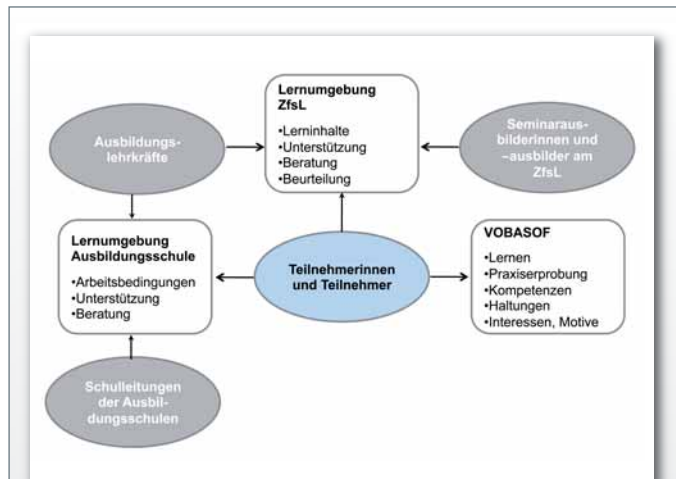 Lernumgebung
ZfsL
•Lerninhalte
•Unterstützung
•Beratung
•Beurteilung
Ausbildungs-
lehrkräfte
Seminaraus-
bilderinnen und
–ausbilder am
ZfsL
Lernumgebung
Ausbildungsschule
•Arbeitsbedingungen
•Unterstützung
•Beratung
Teilnehmerinnen
und Teilnehmer
VOBASOF
•Lernen
•Praxiserprobung
•Kompetenzen
•Haltungen
•Interessen, Motive
Schulleitungen
der Ausbil-
dungsschulen